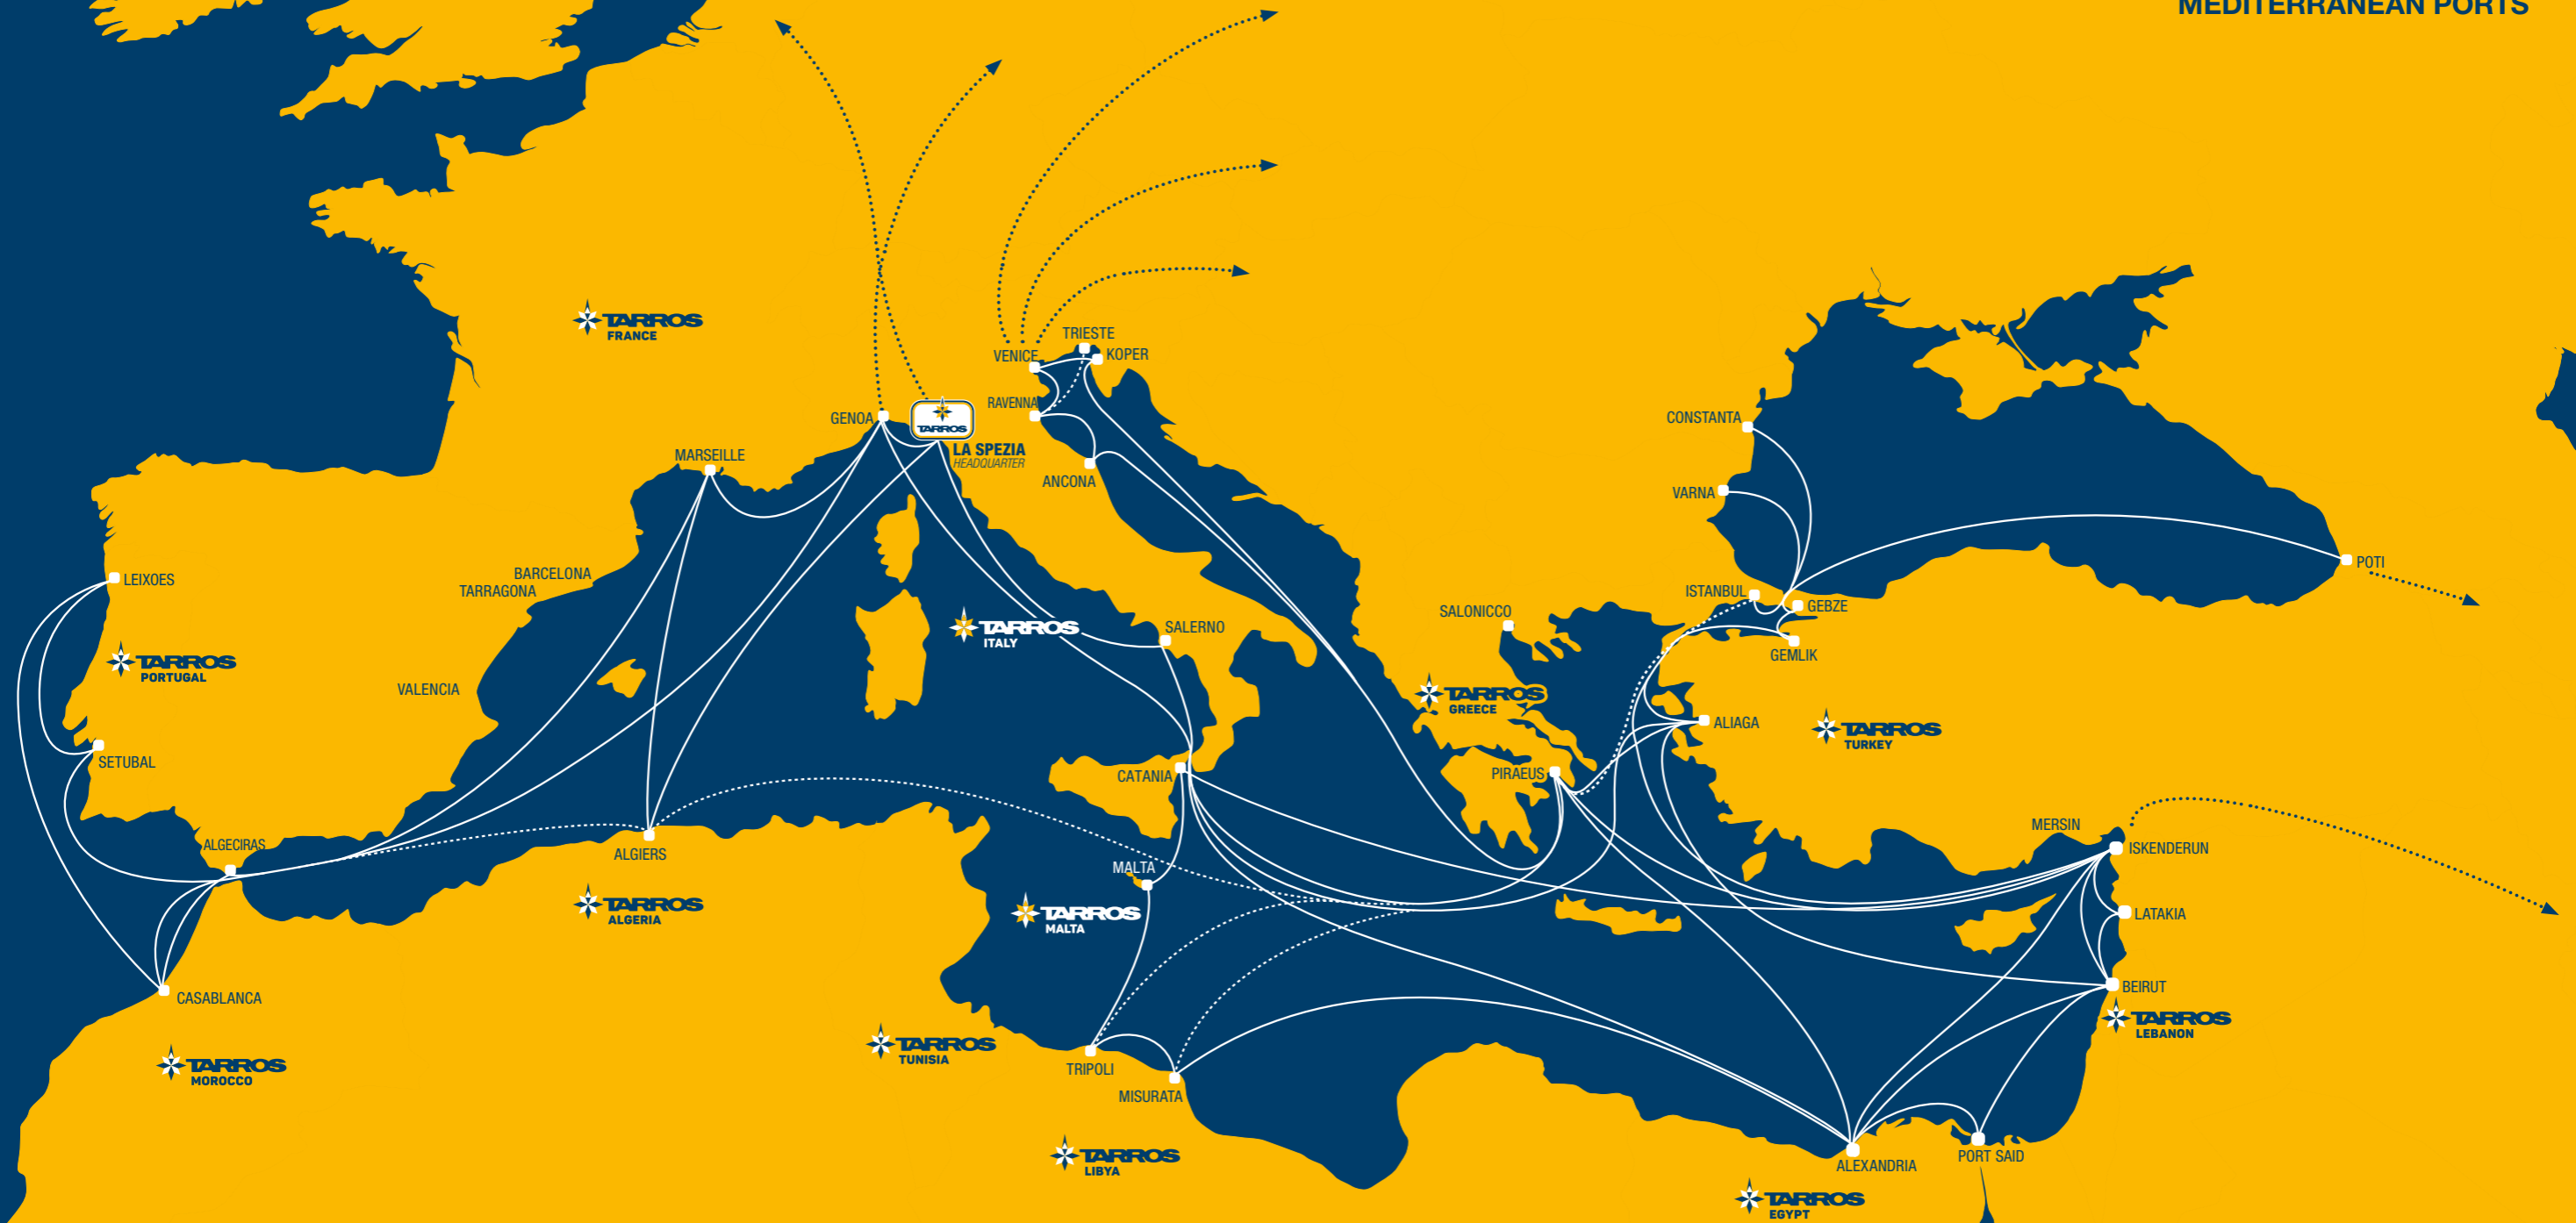 MEDITERRANEAN PORTS
TARROS
FRANCE
TRIESTE
VENICE
KOPER
RAVENNA
GENOA
TARROS
LA SPEZIA
HEADQUARTER
MARSEILLE
ANCONA
CONSTANTA
VARNA
POTI
LEIXOES
BARCELONA
TARRAGONA
ISTANBUL
GEBZE
SALONICCO
TARROS
ITALY
SALERNO
GEMLIK
TARROS
PORTUGAL
VALENCIA
TARROS
GREECE
ALIAGA
TARROS
TURKEY
SETUBAL
CATANIA
PIRAEUS
MERSIN
ISKENDERUN
ALGECIRAS
ALGIERS
MALTA
TARROS
ALGERIA
TARROS
MALTA
LATAKIA
BEIRUT
CASABLANCA
TARROS
LEBANON
TARROS
TUNISIA
TARROS
MOROCCO
TRIPOLI
MISURATA
TARROS
LIBYA
ALEXANDRIA
PORT SAID
TARROS
EGYPT